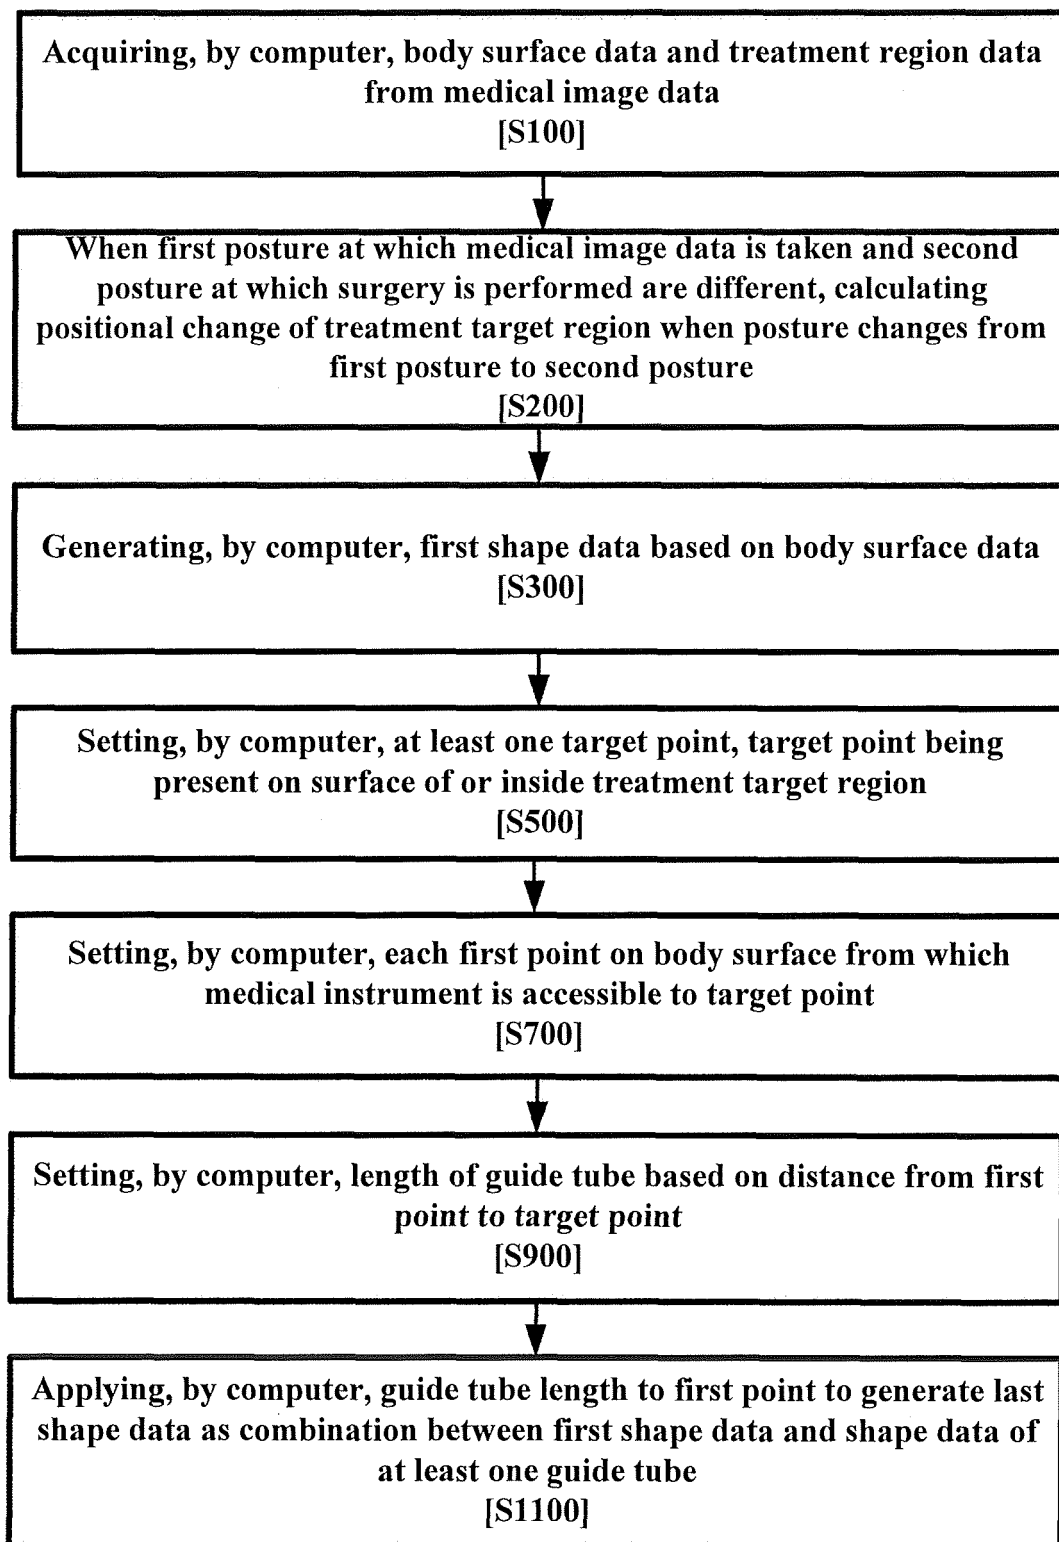 Acquiring, by computer, body surface data and treatment region data
from medical image data
[S100]
When first posture at which medical image data is taken and second
posture at which surgery is performed are different, calculating
positional change of treatment target region when posture changes from
first posture to second posture
[S200]
Generating, by computer, first shape data based on body surface data
[S300]
Setting, by computer, at least one target point, target point being
present on surface of or inside treatment target region
[S500]
Setting, by computer, each first point on body surface from which
medical instrument is accessible to target point
[S700]
Setting, by computer, length of guide tube based on distance from first
point to target point
[S900]
Applying, by computer, guide tube length to first point to generate last
shape data as combination between first shape data and shape data of
at least one guide tube
[S1100]